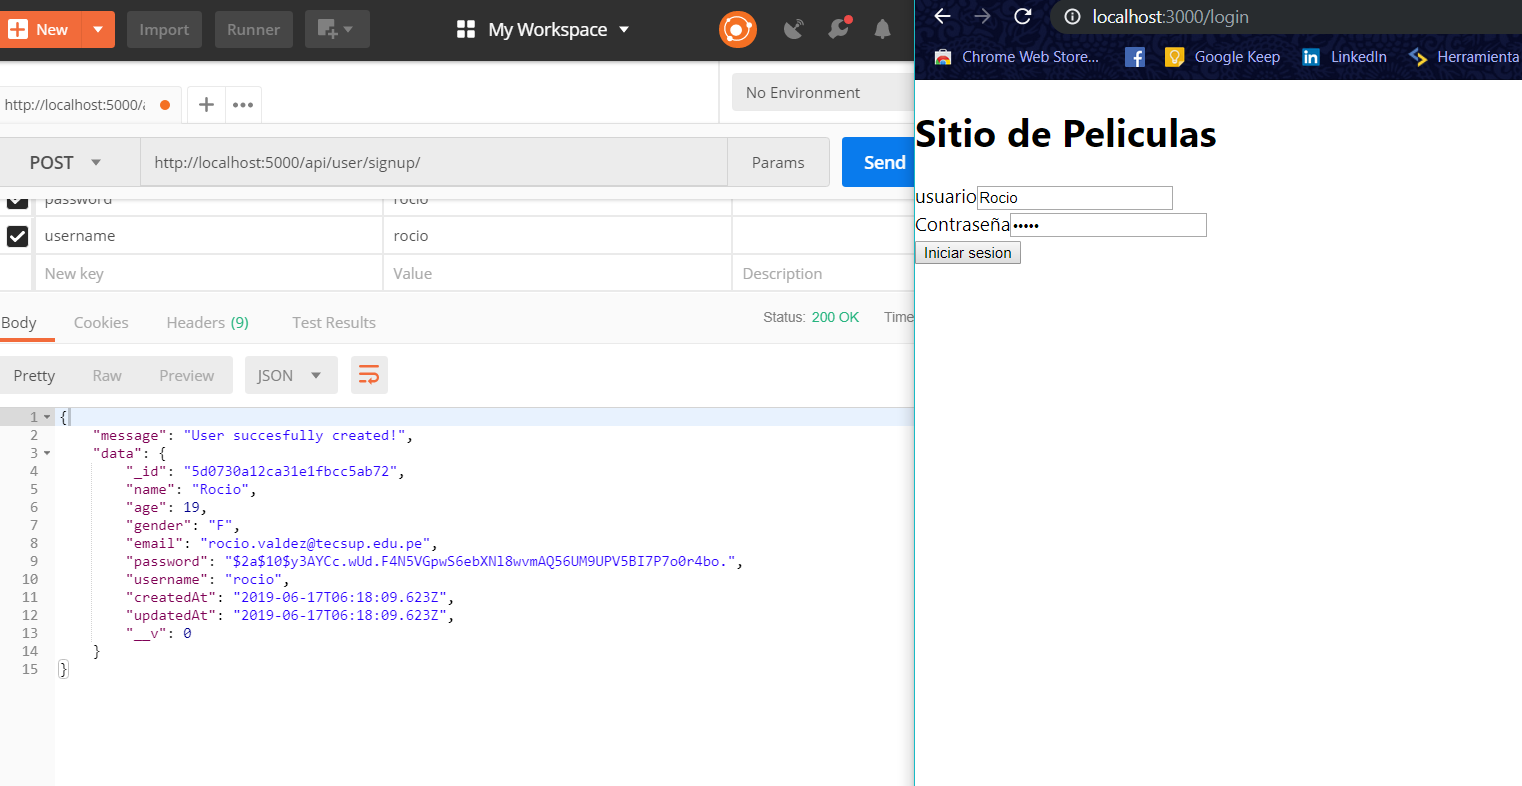 New
Import
Runner
My Workspace
http://localhost:5000/a
No Environment
POST
http://localhost:5000/api/user/signup/
Params
Send
password rocio
username rocio
New key Value Description
Body Cookies Headers (9) Test Results Status: 200 OK Time
Pretty Raw Preview JSON
1 {
2 "message": "User succesfully created!",
3 "data": {
4 "_id": "5d0730a12ca31e1fbcc5ab72",
5 "name": "Rocio",
6 "age": 19,
7 "gender": "F",
8 "email": "rocio.valdez@tecsup.edu.pe",
9 "password": "$2a$10$y3AYCc.wUd.F4N5VGpwS6ebXNl8wvmAQ56UM9UPV5BI7P7o0r4bo.",
10 "username": "rocio",
11 "createdAt": "2019-06-17T06:18:09.623Z",
12 "updatedAt": "2019-06-17T06:18:09.623Z",
13 "__v": 0
14 }
15 }
localhost:3000/login
Chrome Web Store... Google Keep LinkedIn Herramienta
Sitio de Peliculas
usuario Rocio
Contraseña •••••
Iniciar sesion